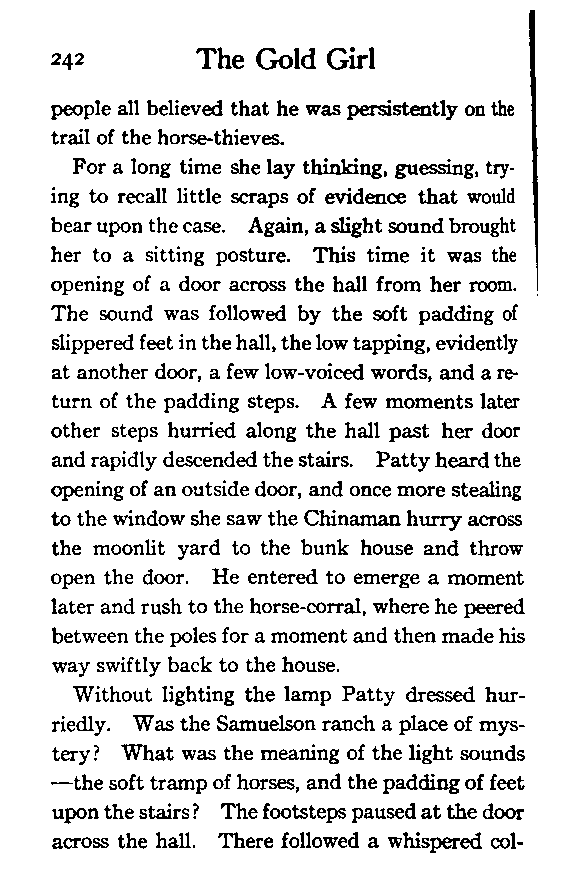 242 The Gold Girl
people all believed that he was persistently on the
trail of the horse-thieves.
For a long time she lay thinking, guessing, try-
ing to recall little scraps of evidence that would
bear upon the case. Again, a slight sound brought
her to a sitting posture. This time it was the
opening of a door across the hall from her room.
The sound was followed by the soft padding of
slippered feet in the hall, the low tapping, evidently
at another door, a few low-voiced words, and a re-
turn of the padding steps. A few moments later
other steps hurried along the hall past her door
and rapidly descended the stairs. Patty heard the
opening of an outside door, and once more stealing
to the window she saw the Chinaman hurry across
the moonlit yard to the bunk house and throw
open the door. He entered to emerge a moment
later and rush to the horse-corral, where he peered
between the poles for a moment and then made his
way swiftly back to the house.
Without lighting the lamp Patty dressed hur-
riedly. Was the Samuelson ranch a place of mys-
tery? What was the meaning of the light sounds
—the soft tramp of horses, and the padding of feet
upon the stairs? The footsteps paused at the door
across the hall. There followed a whispered col-